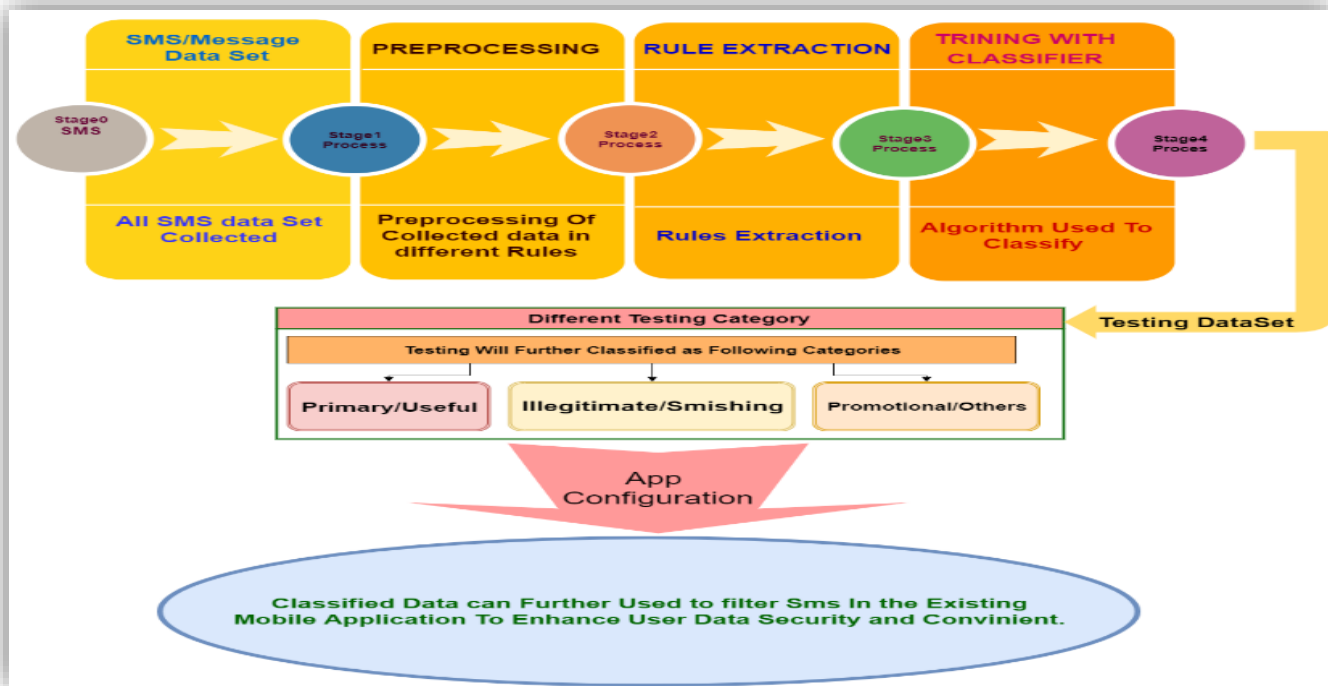 SMS/Message
Data Set
PREPROCESSING
RULE EXTRACTION
TRINING WITH
CLASSIFIER
Stage0
SMS
Stage1
Process
Stage2
Process
Stage3
Process
Stage4
Proces
All SMS data Set
Collected
Preprocessing Of
Collected data in
different Rules
Rules Extraction
Algorithm Used To
Classify
Testing DataSet
Different Testing Category
Testing Will Further Classified as Following Categories
Primary/Useful
Illegitimate/Smishing
Promotional/Others
App
Configuration
Classified Data can Further Used to filter Sms In the Existing
Mobile Application To Enhance User Data Security and Convinient.